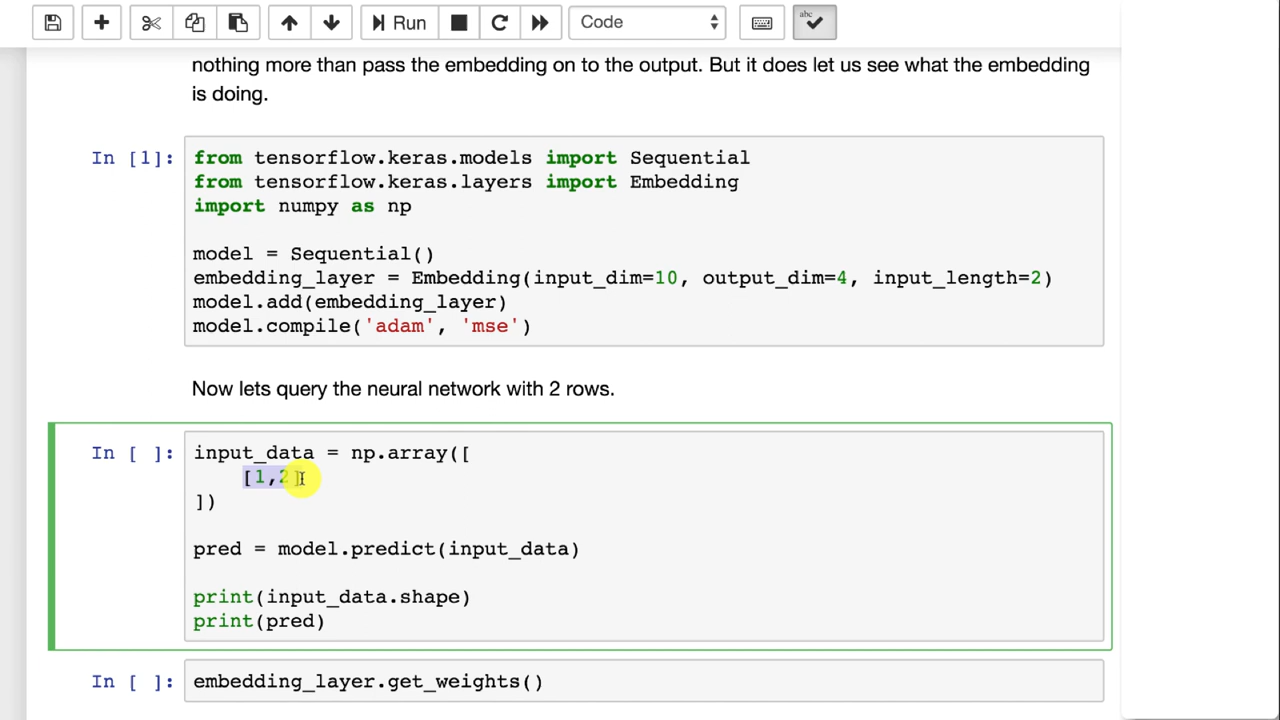 Run
Code
abc
nothing more than pass the embedding on to the output. But it does let us see what the embedding
is doing.
In [1]:
from tensorflow.keras.models import Sequential
from tensorflow.keras.layers import Embedding
import numpy as np
model = Sequential()
embedding_layer = Embedding(input_dim=10, output_dim=4, input_length=2)
model.add(embedding_layer)
model.compile('adam', 'mse')
Now lets query the neural network with 2 rows.
In [ ]:
input_data = np.array([
[1,2]
])
pred = model.predict(input_data)
print(input_data.shape)
print(pred)
In [ ]:
embedding_layer.get_weights()